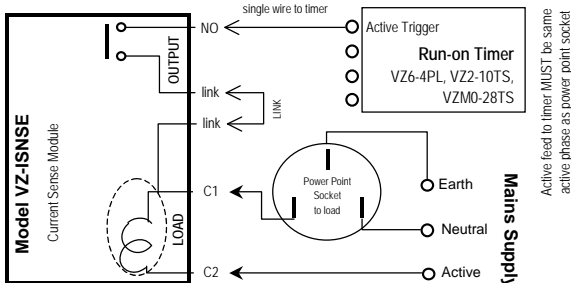 single wire to timer
NO
Active Trigger
Run-on Timer
VZ6-4PL, VZ2-10TS,
VZM0-28TS
Active feed to timer MUST be same
active phase as power point socket
OUTPUT
link
link
LINK
Model VZ-ISNSE
Current Sense Module
LOAD
C1
Power Point
Socket
to load
Earth
Neutral
Active
Mains Supply
C2